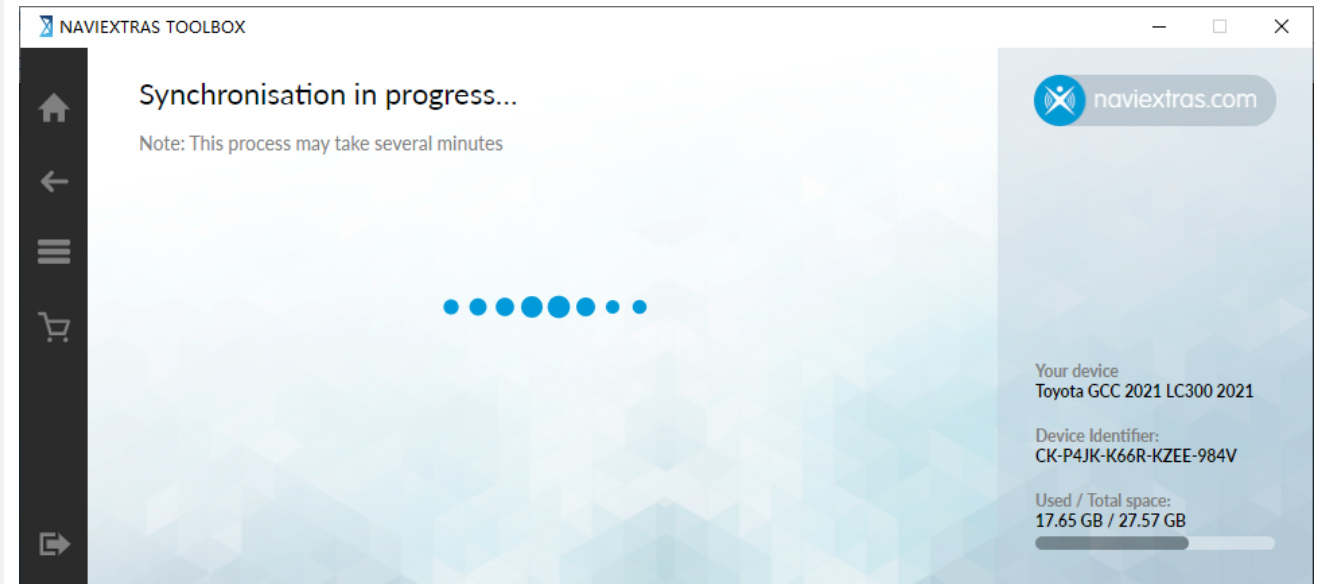 NAVIEXTRAS TOOLBOX
Synchronisation in progress...
Note: This process may take several minutes
naviextras.com
Your device
Toyota GCC 2021 LC300 2021
Device Identifier:
CK-P4JK-K66R-KZEE-984V
Used / Total space:
17.65 GB / 27.57 GB